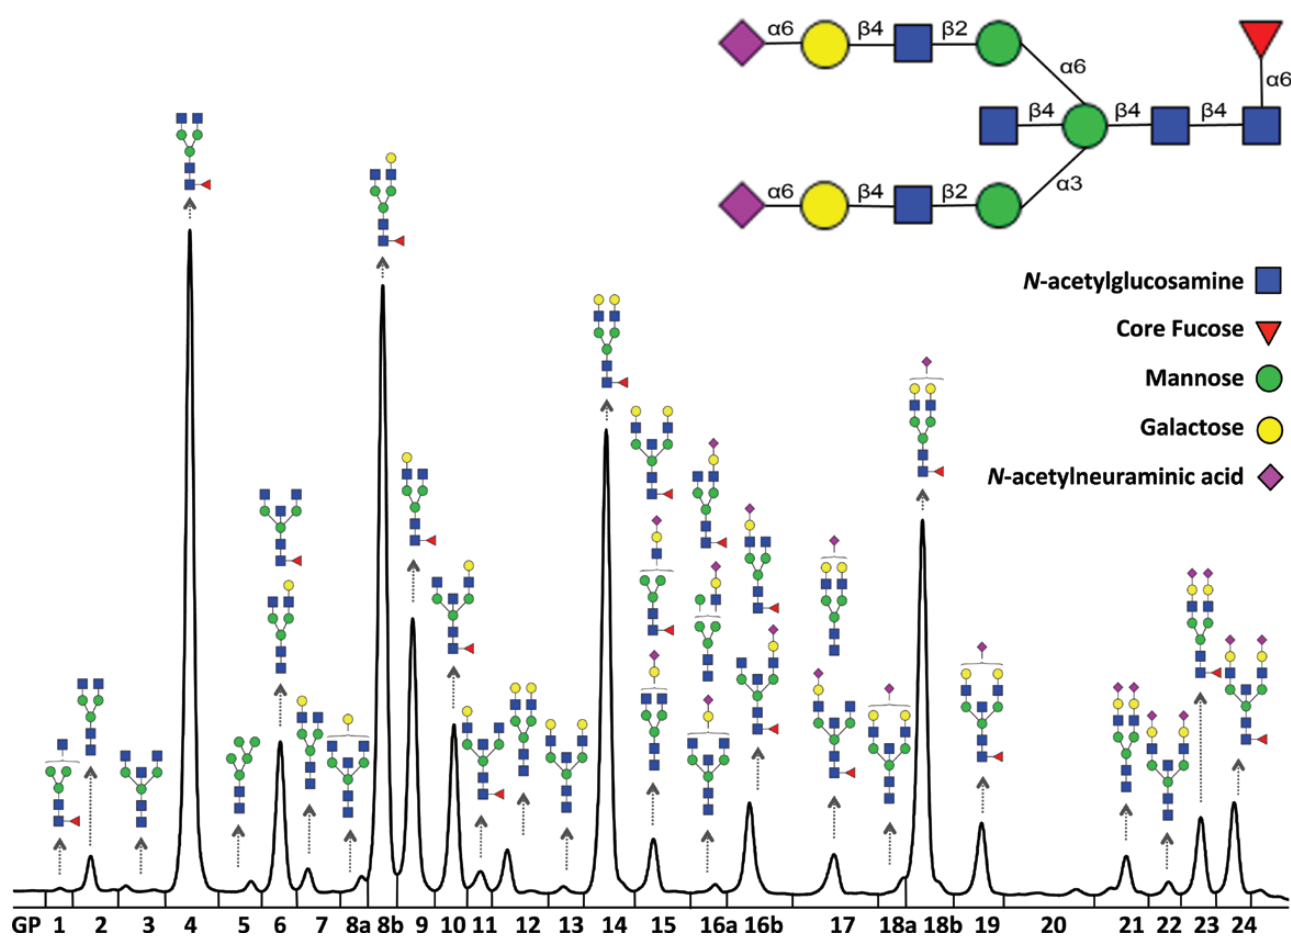 α6 β4 β2
α6 α6
β4 β4 β4
α3
α6 β4 β2
N-acetylglucosamine
Core Fucose
Mannose
Galactose
N-acetylneuraminic acid
GP 1 2 3 4 5 6 7 8a 8b 9 10 11 12 13 14 15 16a 16b 17 18a 18b 19 20 21 22 23 24